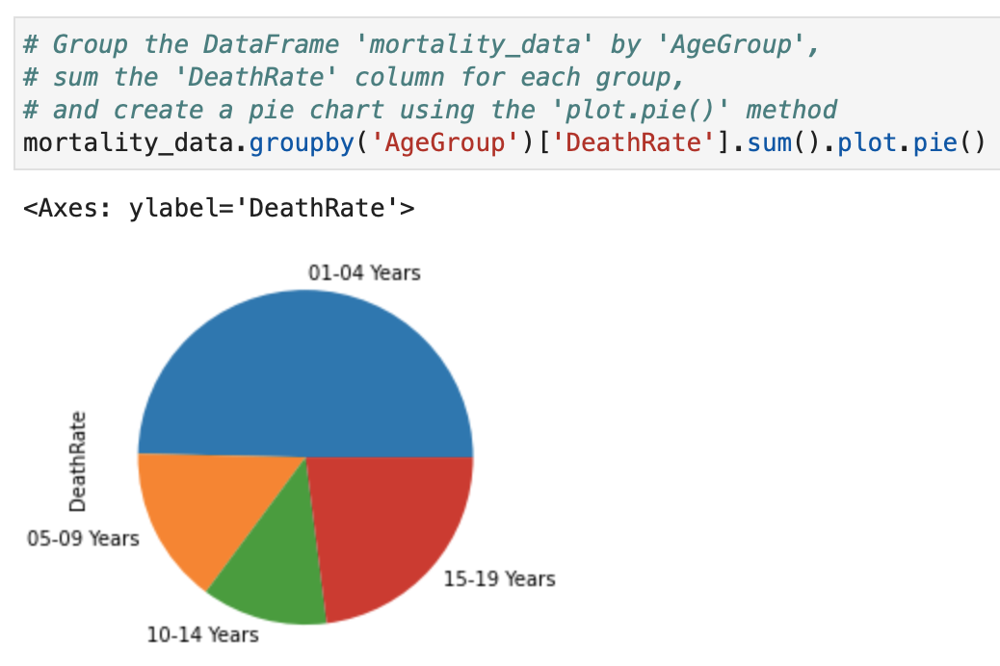 # Group the DataFrame 'mortality_data' by 'AgeGroup',
# sum the 'DeathRate' column for each group,
# and create a pie chart using the 'plot.pie()' method
mortality_data.groupby('AgeGroup')['DeathRate'].sum().plot.pie()
<Axes: ylabel='DeathRate'>
01-04 Years
DeathRate
05-09 Years
15-19 Years
10-14 Years